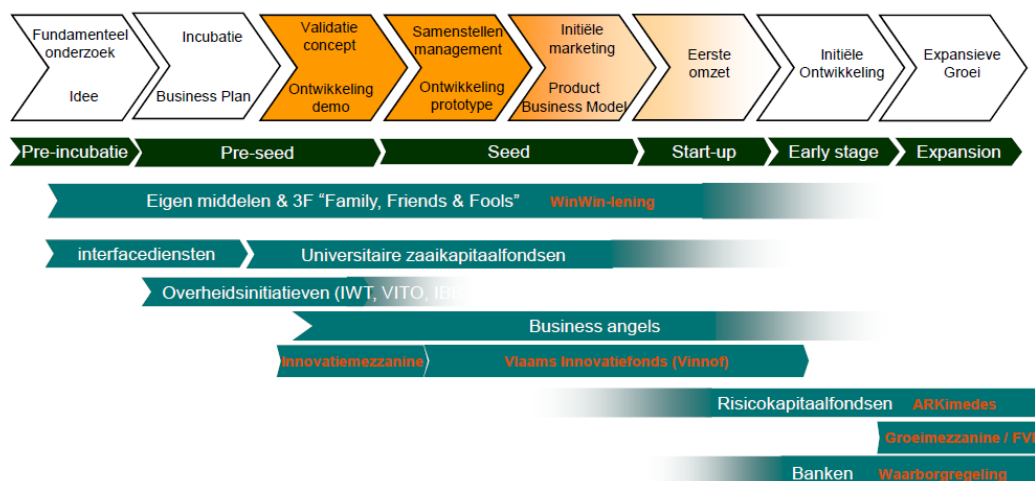 Fundamenteel
onderzoek
Idee
Incubatie
Business Plan
Validatie
concept
Ontwikkeling
demo
Samenstellen
management
Ontwikkeling
prototype
Initiële
marketing
Product
Business Model
Eerste
omzet
Initiële
Ontwikkeling
Expansieve
Groei
Pre-incubatie
Pre-seed
Seed
Start-up
Early stage
Expansion
Eigen middelen & 3F “Family, Friends & Fools”
WinWin-lening
interfacediensten
Universitaire zaaikapitaalfondsen
Overheidsinitiatieven (IWT, VITO,
Business angels
Innovatiemezzanine
Vlaams Innovatiefonds (Vinnof)
Risicokapitaalfondsen
ARKimedes
Groeimezzanine /
Banken
Waarborgregeling